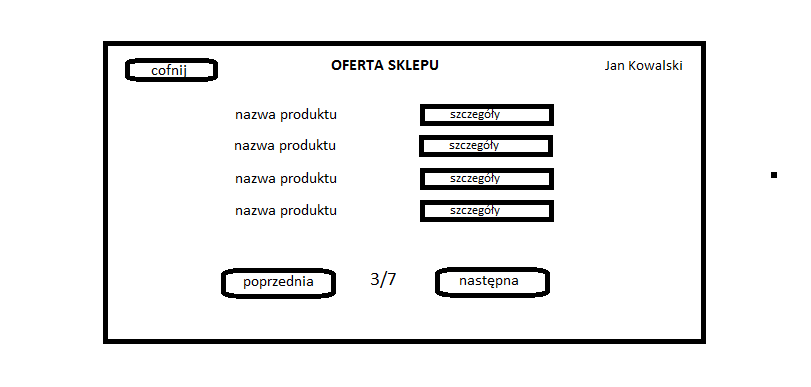 cofnij OFERTA SKLEPU Jan Kowalski
nazwa produktu szczegóły
nazwa produktu szczegóły
nazwa produktu szczegóły
nazwa produktu szczegóły
poprzednia 3/7 następna